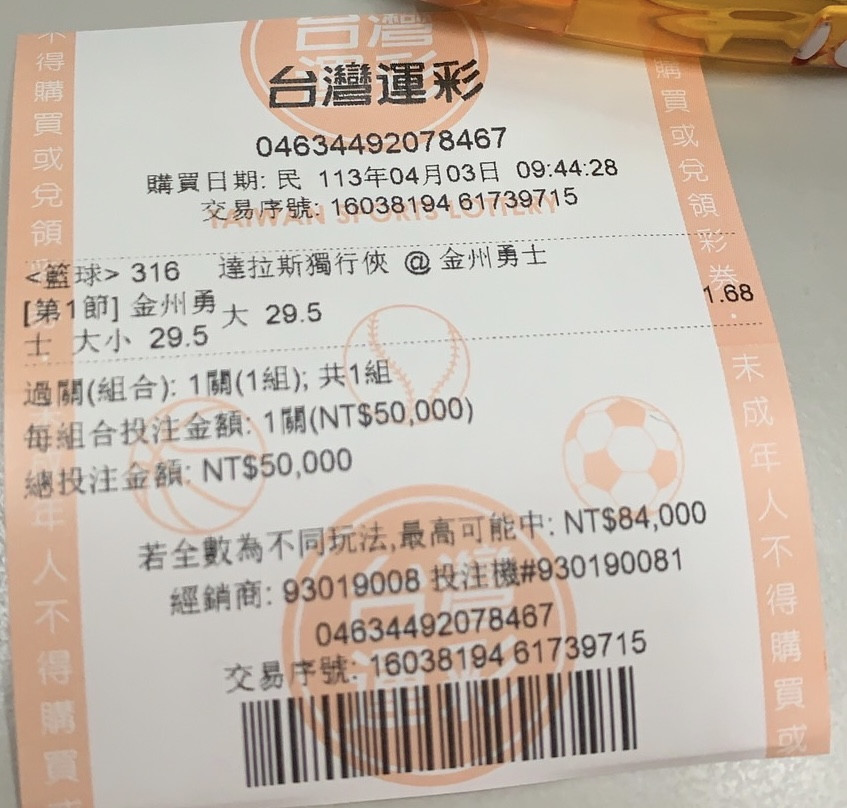 台灣
台灣運彩
04634492078467
購買日期: 民 113年04月03日 09:44:28
交易序號: 16038194 61739715
TAIWAN SPORTS LOTTERY
<籃球> 316 達拉斯獨行俠 @ 金州勇士
[第1節] 金州勇 大 29.5 1.68
士 大小 29.5
過關(組合): 1關(1組); 共1組
每組合投注金額: 1關(NT$50,000)
總投注金額: NT$50,000
若全數為不同玩法,最高可能中: NT$84,000
經銷商: 93019008 投注機#930190081
04634492078467
交易序號: 16038194 61739715
台灣
運彩
不得購買或兌領
年人不得購買
購買或兌領彩券.
未成年人不得購買或